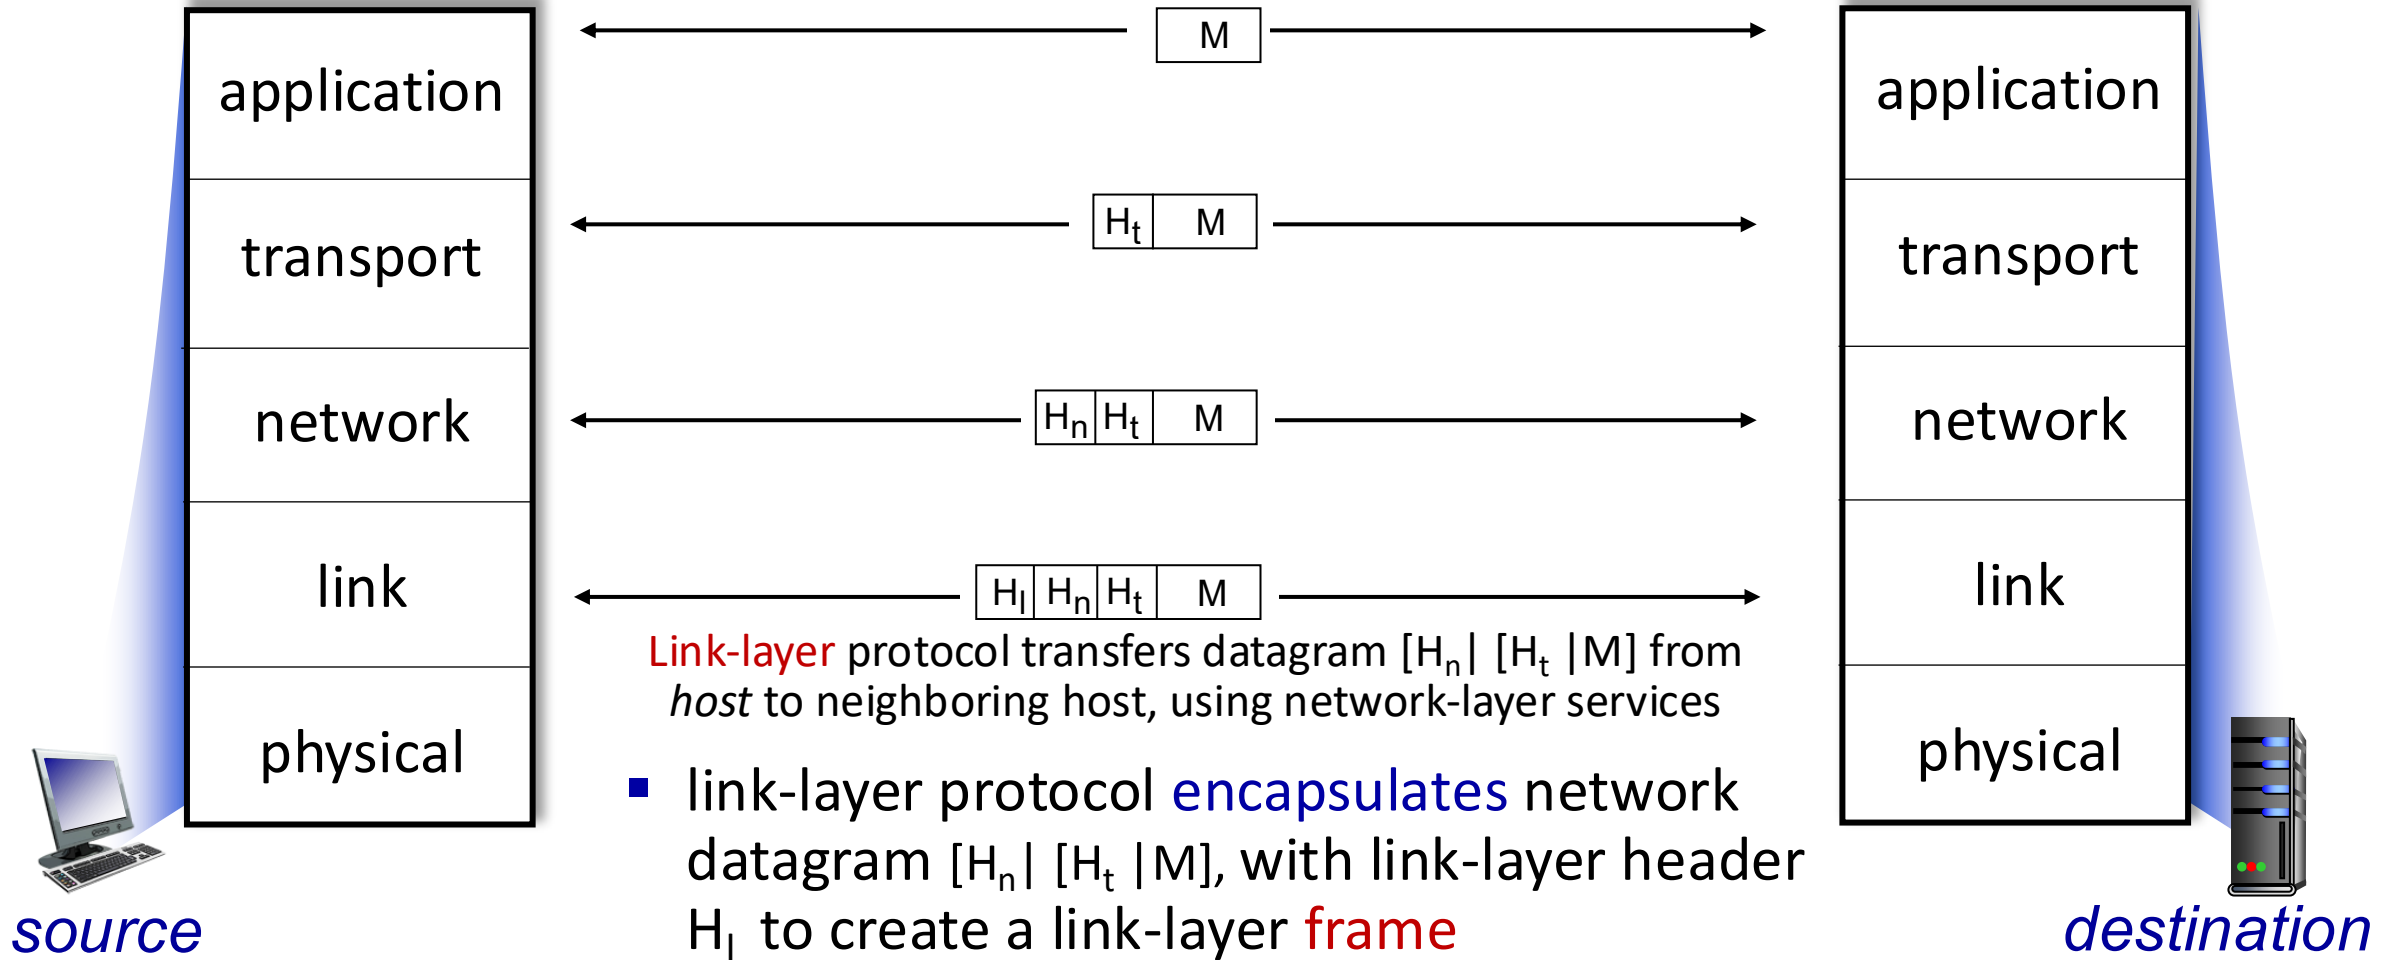 application
M
application
transport
Ht M
transport
network
Hn Ht M
network
link
Hl Hn Ht M
link
Link-layer protocol transfers datagram [Hn| [Ht |M] from
host to neighboring host, using network-layer services
physical
physical
link-layer protocol encapsulates network
datagram [Hn| [Ht |M], with link-layer header
Hl to create a link-layer frame
source
destination